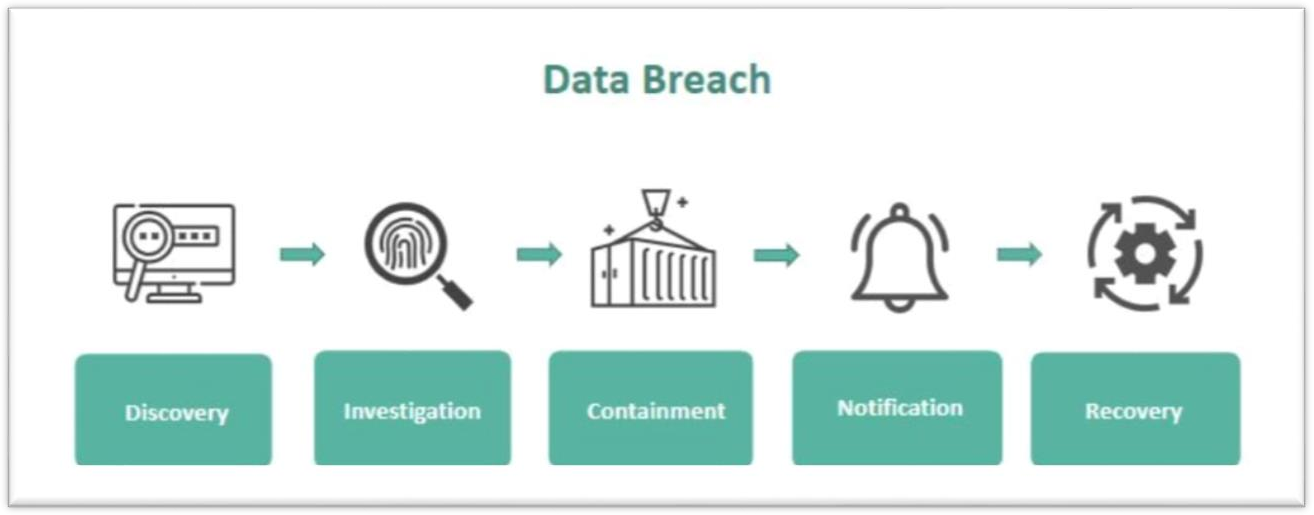 Data Breach
Discovery
Investigation
Containment
Notification
Recovery